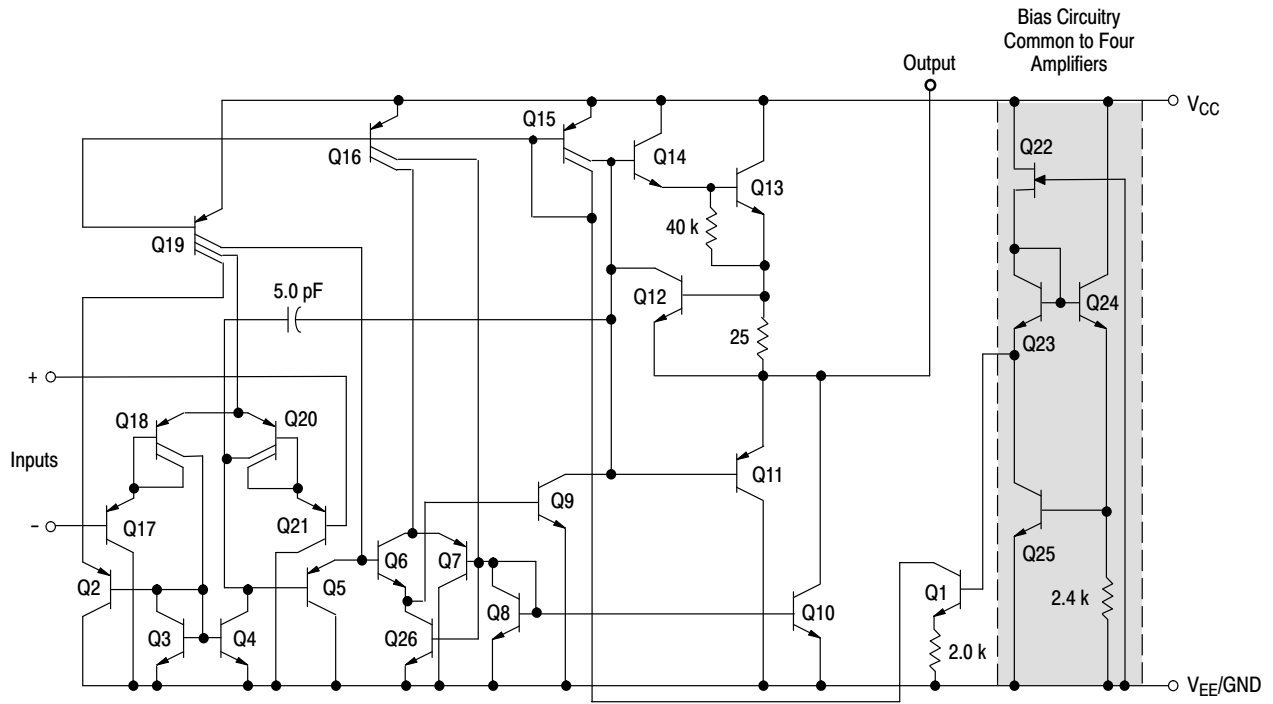 Bias Circuitry
Common to Four
Amplifiers
Output
V_CC
Q15
Q22
Q16
Q14
Q13
40 k
Q19
5.0 pF
Q12
Q24
25
Q23
+
Q18
Q20
Inputs
Q11
Q9
−
Q17
Q21
Q25
Q6
Q7
Q2
Q5
Q1
2.4 k
Q8
Q10
Q3
Q4
Q26
2.0 k
V_EE/GND